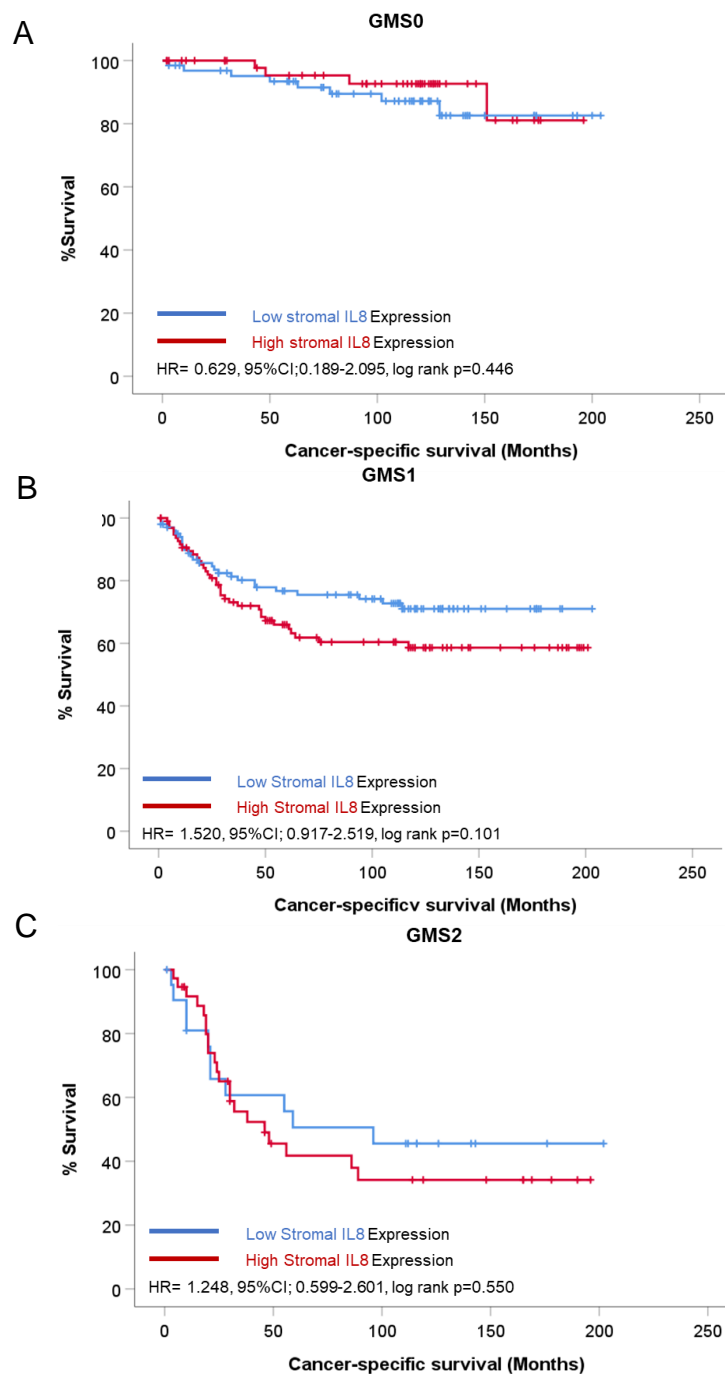 A
GMS0
100
80
60
40
20
0
%Survival
Low stromal IL8 Expression
High stromal IL8 Expression
HR= 0.629, 95%CI;0.189-2.095, log rank p=0.446
0 50 100 150 200 250
Cancer-specific survival (Months)
B
GMS1
00
80
60
40
20
0
% Survival
Low Stromal IL8 Expression
High Stromal IL8 Expression
HR= 1.520, 95%CI; 0.917-2.519, log rank p=0.101
0 50 100 150 200 250
Cancer-specificv survival (Months)
C
GMS2
100
80
60
40
20
0
% Survival
Low Stromal IL8 Expression
High Stromal IL8 Expression
HR= 1.248, 95%CI; 0.599-2.601, log rank p=0.550
0 50 100 150 200 250
Cancer-specific survival (Months)